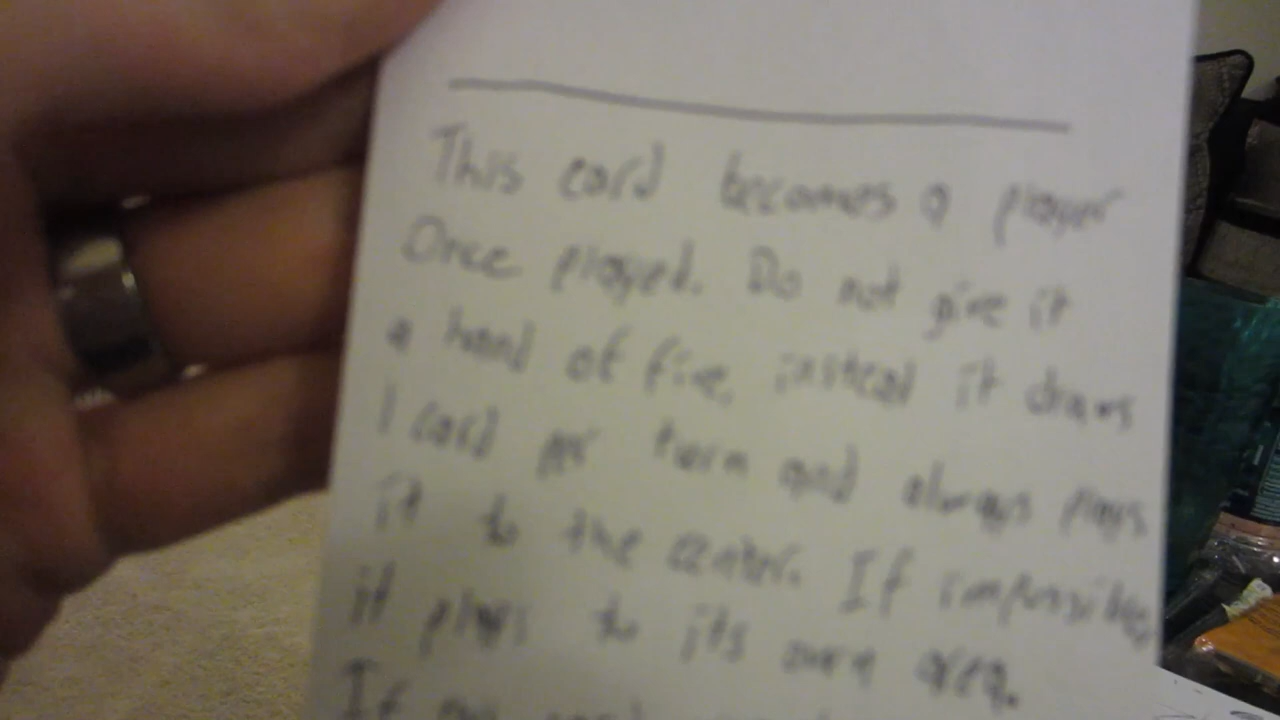 This card becomes a player
Once played. Do not give it
a hand of five, instead it draws
1 card per turn and always plays
it to the center. If impossible,
it plays to its own area.
If